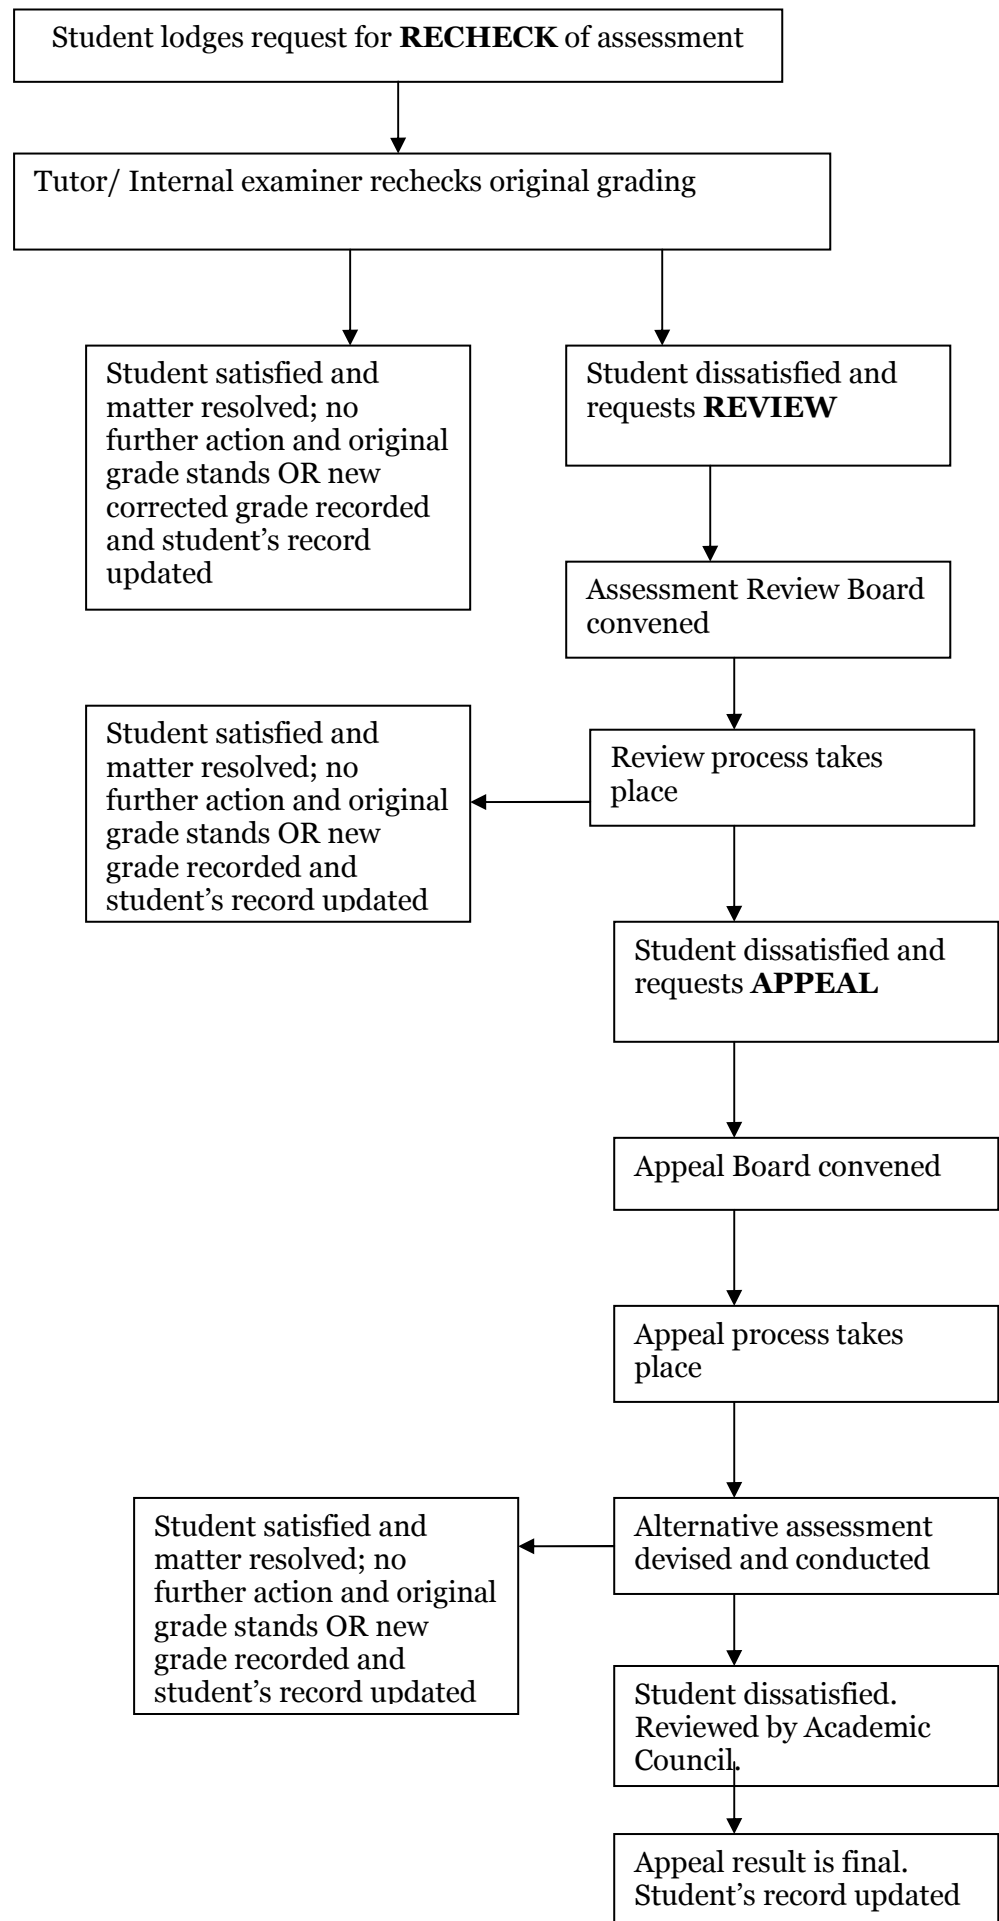 Student lodges request for RECHECK of assessment
Tutor/ Internal examiner rechecks original grading
Student satisfied and
matter resolved; no
further action and original
grade stands OR new
corrected grade recorded
and student’s record
updated
Student dissatisfied and
requests REVIEW
Assessment Review Board
convened
Student satisfied and
matter resolved; no
further action and original
grade stands OR new
grade recorded and
student’s record updated
Review process takes
place
Student dissatisfied and
requests APPEAL
Appeal Board convened
Appeal process takes
place
Student satisfied and
matter resolved; no
further action and original
grade stands OR new
grade recorded and
student’s record updated
Alternative assessment
devised and conducted
Student dissatisfied.
Reviewed by Academic
Council.
Appeal result is final.
Student’s record updated